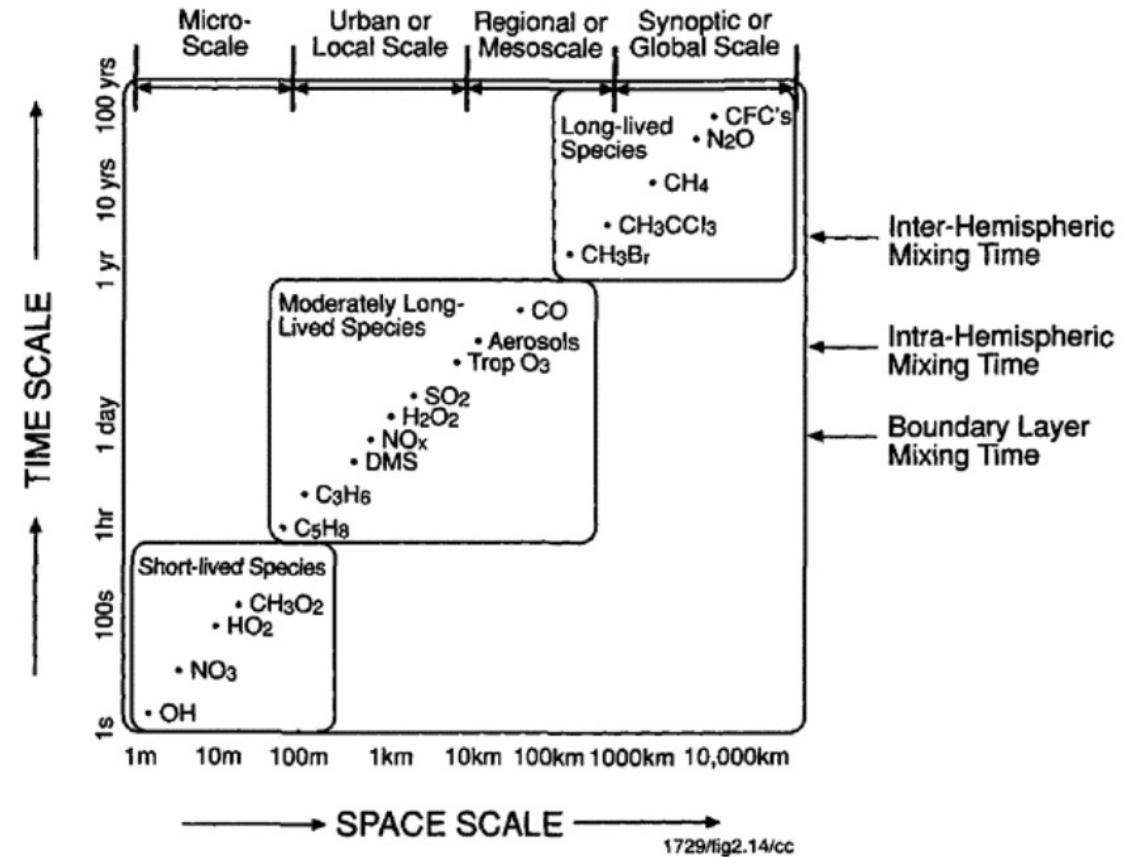 Micro-
Scale
Urban or
Local Scale
Regional or
Mesoscale
Synoptic or
Global Scale
TIME SCALE
100 yrs
10 yrs
1 yr
1 day
1hr
100s
1s
Long-lived
Species
CFC's
N2O
CH4
CH3CCl3
CH3Br
Inter-Hemispheric
Mixing Time
Moderately Long-
Lived Species
CO
Aerosols
Trop O3
SO2
H2O2
NOx
DMS
C3H6
C5H8
Intra-Hemispheric
Mixing Time
Boundary Layer
Mixing Time
Short-lived Species
CH3O2
HO2
NO3
OH
1m 10m 100m 1km 10km 100km 1000km 10,000km
SPACE SCALE
1729/fig2.14/cc